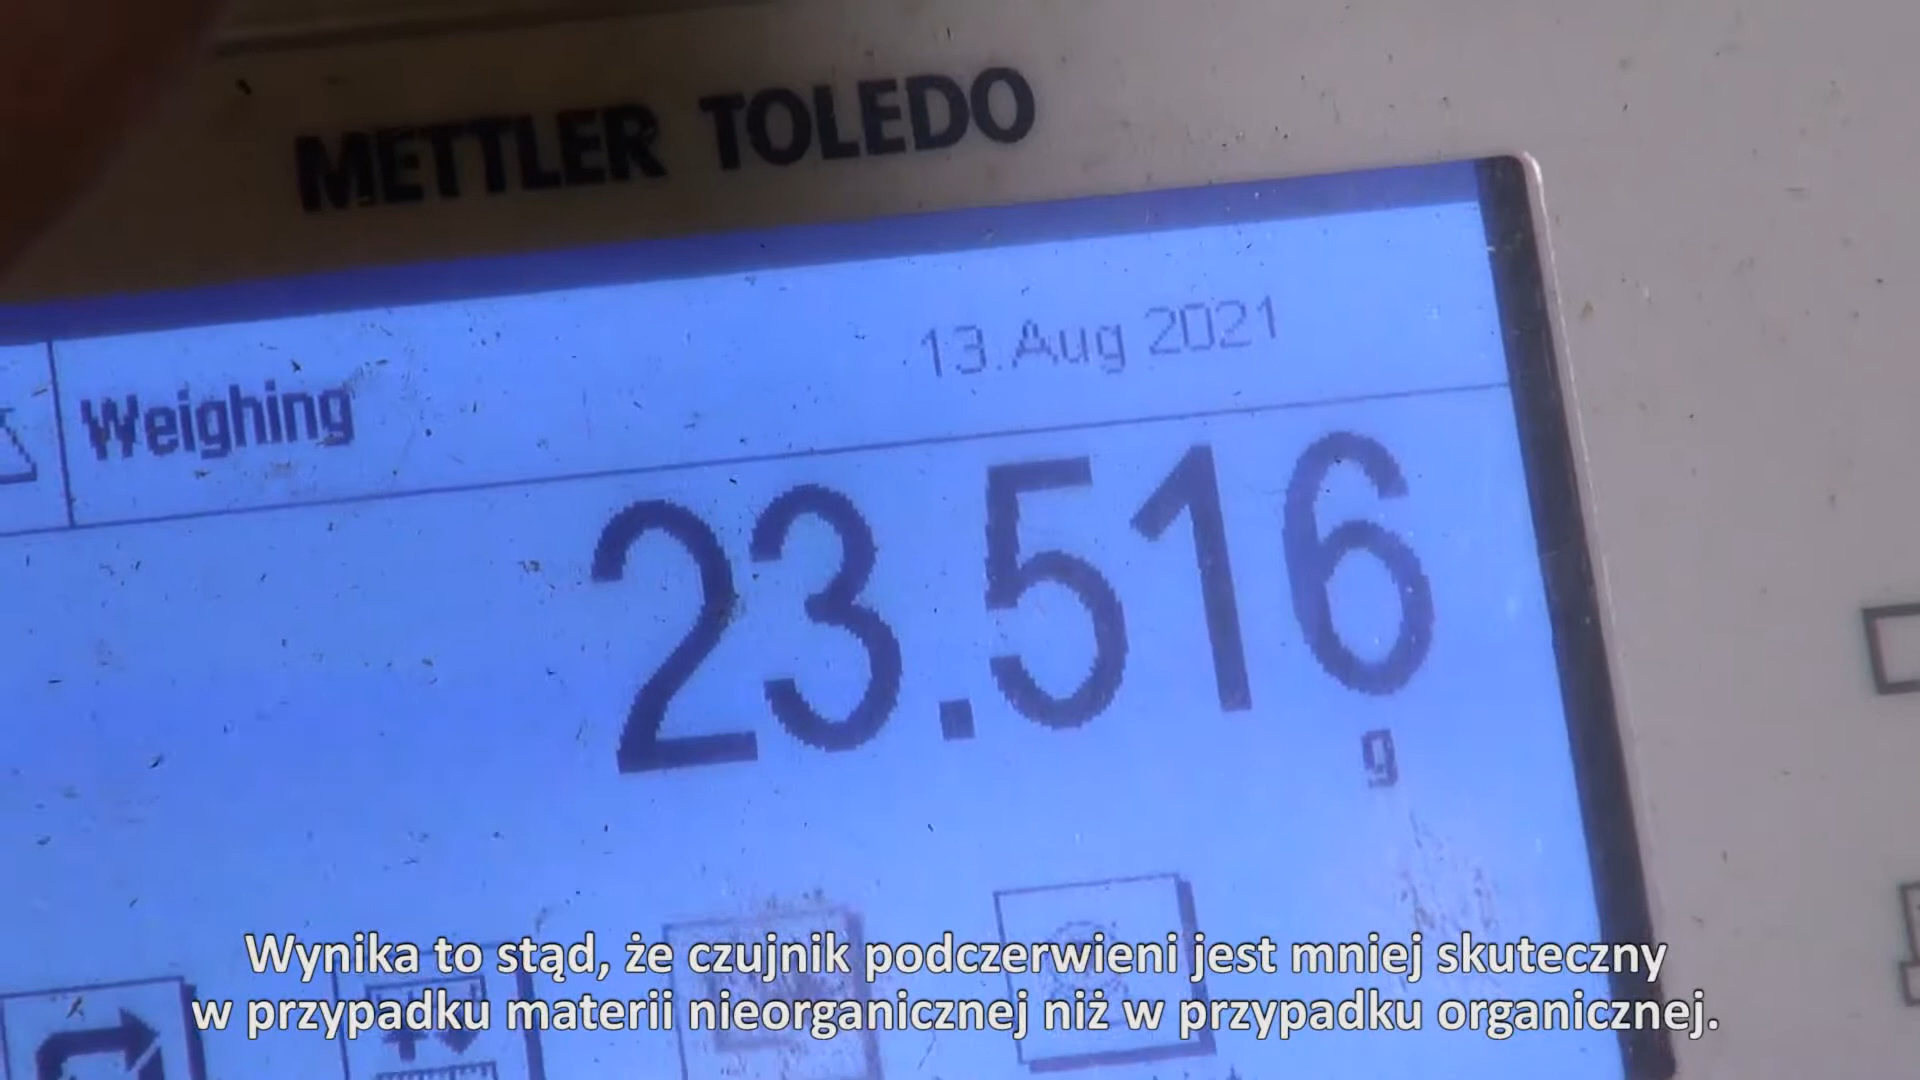 METTLER TOLEDO
13.Aug 2021
Weighing
23.516
g
Wynika to stąd, że czujnik podczerwieni jest mniej skuteczny
w przypadku materii nieorganicznej niż w przypadku organicznej.